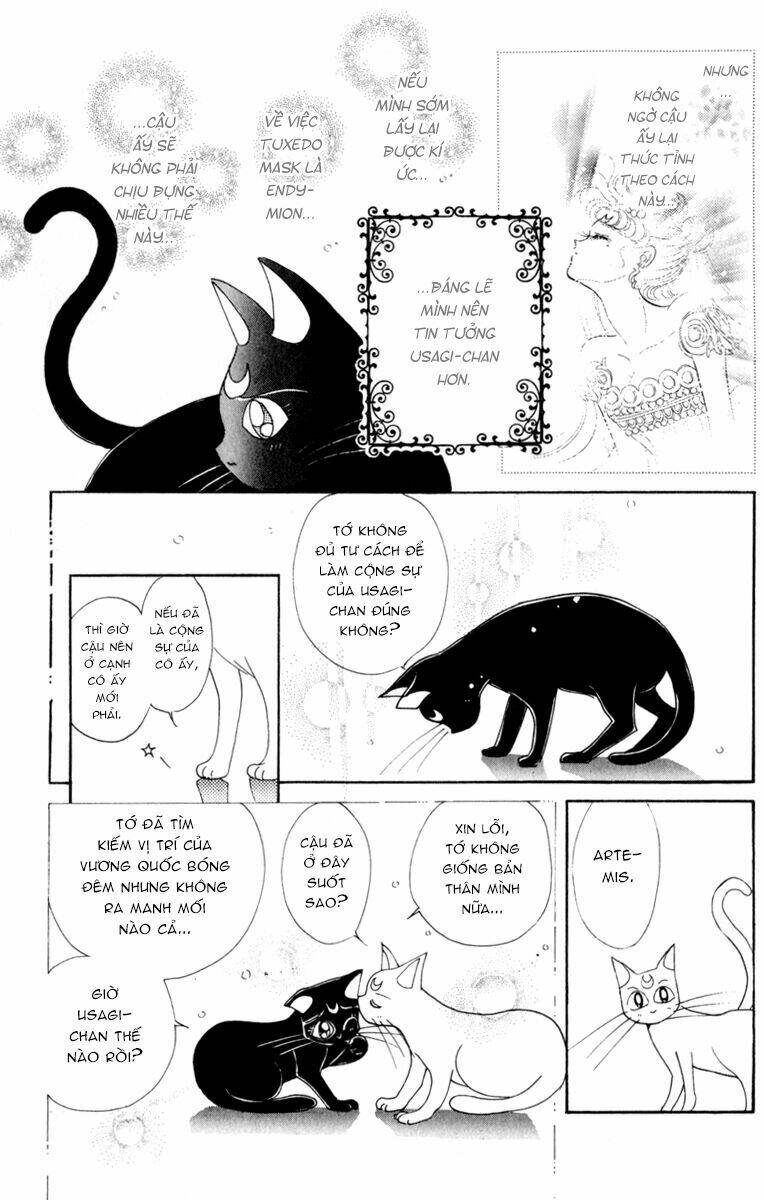 NHƯNG
...
KHÔNG
NGỜ CẬU
ẤY LẠI
THỨC TỈNH
THEO CÁCH
NÀY...
NẾU
MÌNH SỚM
LẤY LẠI
ĐƯỢC KÍ
ỨC...
VỀ VIỆC
TUXEDO
MASK LÀ
ENDY-
MION...
...CẬU
ẤY SẼ
KHÔNG PHẢI
CHỊU ĐỰNG
NHIỀU THẾ
NÀY...
...ĐÁNG LẼ
MÌNH NÊN
TIN TƯỞNG
USAGI-CHAN
HƠN.
TỚ KHÔNG
ĐỦ TƯ CÁCH ĐỂ
LÀM CỘNG SỰ
CỦA USAGI-
CHAN ĐÚNG
KHÔNG?
NẾU ĐÃ
LÀ CỘNG
SỰ CỦA
CÔ ẤY,
THÌ GIỜ
CẬU NÊN
Ở CẠNH
CÔ ẤY
MỚI
PHẢI.
ARTE-
MIS.
XIN LỖI,
TỚ KHÔNG
GIỐNG BẢN
THÂN MÌNH
NỮA...
CẬU ĐÃ
Ở ĐÂY
SUỐT
SAO?
TỚ ĐÃ TÌM
KIẾM VỊ TRÍ CỦA
VƯƠNG QUỐC BÓNG
ĐÊM NHƯNG KHÔNG
RA MANH MỐI
NÀO CẢ...
GIỜ
USAGI-
CHAN THẾ
NÀO RỒI?